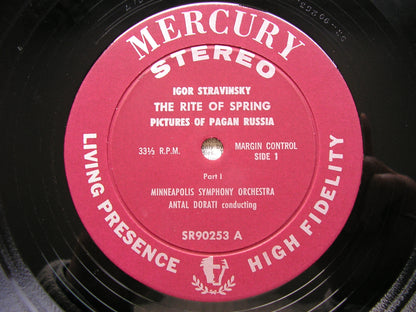 MERCURY
STEREO
IGOR STRAVINSKY
THE RITE OF SPRING
PICTURES OF PAGAN RUSSIA
33⅓ R.P.M.
MARGIN CONTROL
SIDE 1
Part I
MINNEAPOLIS SYMPHONY ORCHESTRA
ANTAL DORATI conducting
SR90253 A
LIVING PRESENCE
HIGH FIDELITY